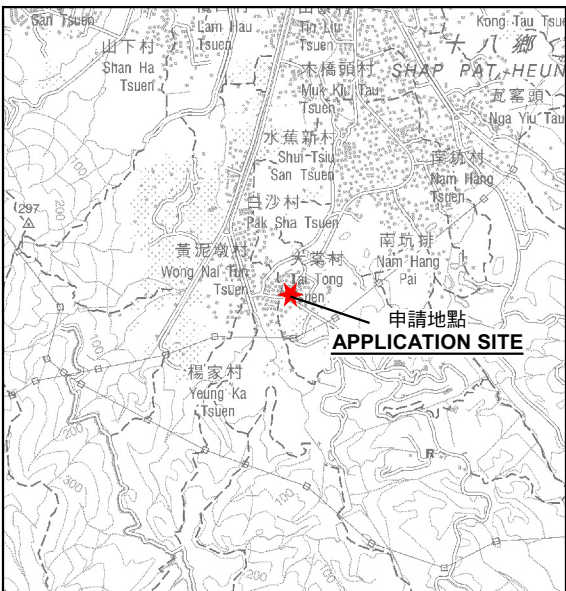 San Tsuen
Lam Hau
Tsuen
Tin Liu
Tsuen
Kong Tau Tsue
山下村
Shan Ha
Tsuen
木橋頭村
Muk Kiu Tau
Tsuen
十八鄉
SHAP PAT HEUN
瓦窰頭
Nga Yiu Tau
水蕉新村
Shui Tsiu
San Tsuen
南坑村
Nam Hang
Tsuen
100
200
297
白沙村
Pak Sha Tsuen
黃泥墩村
Wong Nai Tun
Tsuen
大棠村
Tai Tong
南坑排
Nam Hang
Pai
申請地點
APPLICATION SITE
100
楊家村
Yeung Ka
Tsuen
R
200
300
100
200
100
200